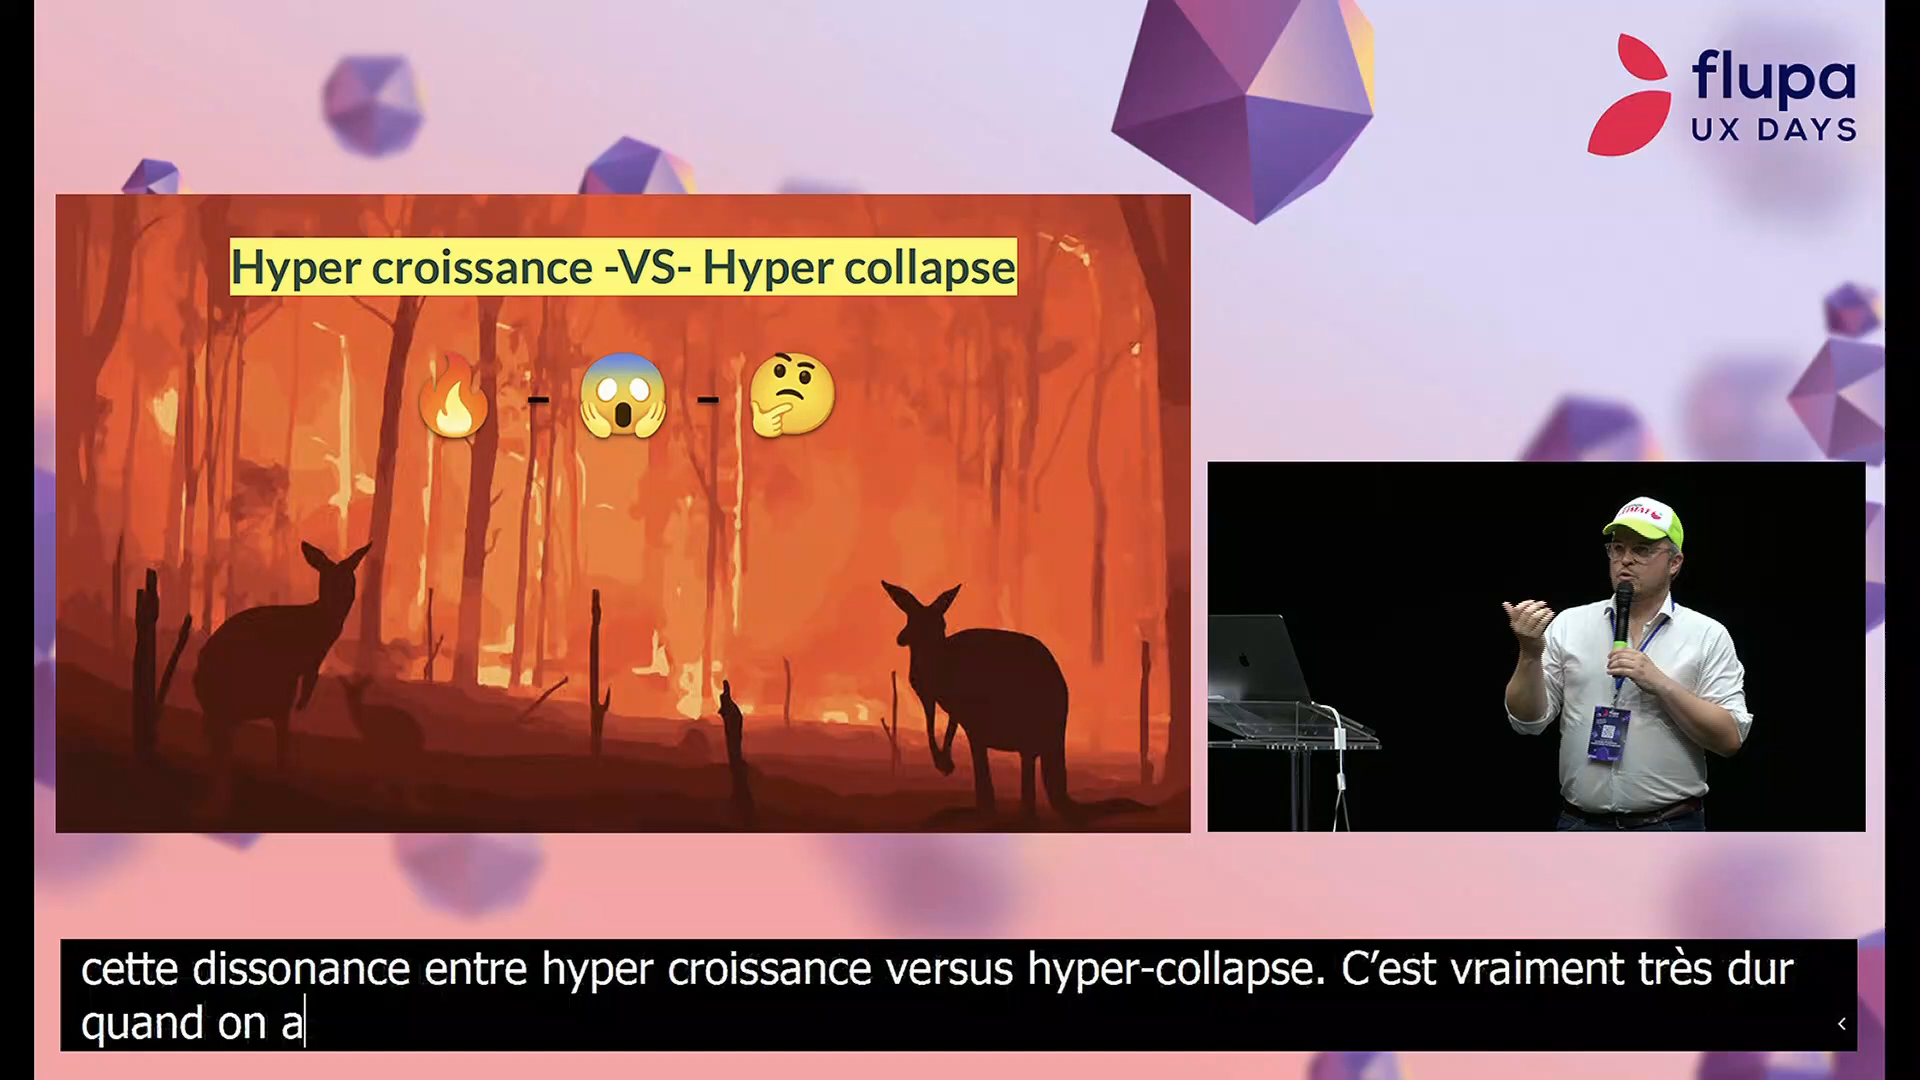 flupa
UX DAYS
Hyper croissance -VS- Hyper collapse
cette dissonance entre hyper croissance versus hyper-collapse. C’est vraiment très dur
quand on a